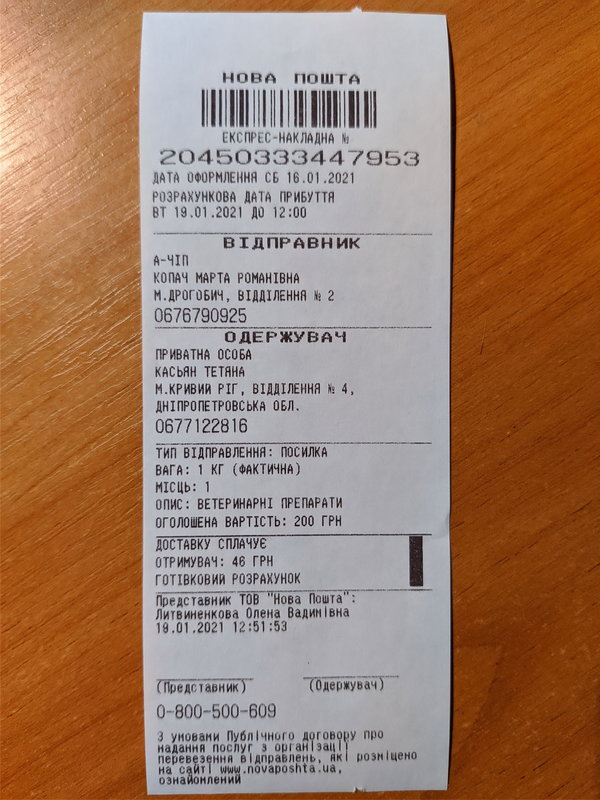 НОВА ПОШТА
ЕКСПРЕС-НАКЛАДНА №
20450333447953
ДАТА ОФОРМЛЕННЯ СБ 16.01.2021
РОЗРАХУНКОВА ДАТА ПРИБУТТЯ
ВТ 19.01.2021 ДО 12:00
ВІДПРАВНИК
А-ЧІП
КОПАЧ МАРТА РОМАНІВНА
М.ДРОГОБИЧ, ВІДДІЛЕННЯ № 2
0676790925
ОДЕРЖУВАЧ
ПРИВАТНА ОСОБА
КАСЬЯН ТЕТЯНА
М.КРИВИЙ РІГ, ВІДДІЛЕННЯ № 4,
ДНІПРОПЕТРОВСЬКА ОБЛ.
0677122816
ТИП ВІДПРАВЛЕННЯ: ПОСИЛКА
ВАГА: 1 КГ (ФАКТИЧНА)
МІСЦЬ: 1
ОПИС: ВЕТЕРИНАРНІ ПРЕПАРАТИ
ОГОЛОШЕНА ВАРТІСТЬ: 200 ГРН
ДОСТАВКУ СПЛАЧУЄ
ОТРИМУВАЧ: 46 ГРН
ГОТІВКОВИЙ РОЗРАХУНОК
Представник ТОВ "Нова Пошта":
Литвиненкова Олена Вадимівна
19.01.2021 12:51:53
(Представник) (Одержувач)
0-800-500-609
З умовами Публічного договору про
надання послуг з організації
перевезення відправлень, які розміщено
на сайті www.novaposhta.ua,
ознайомлений